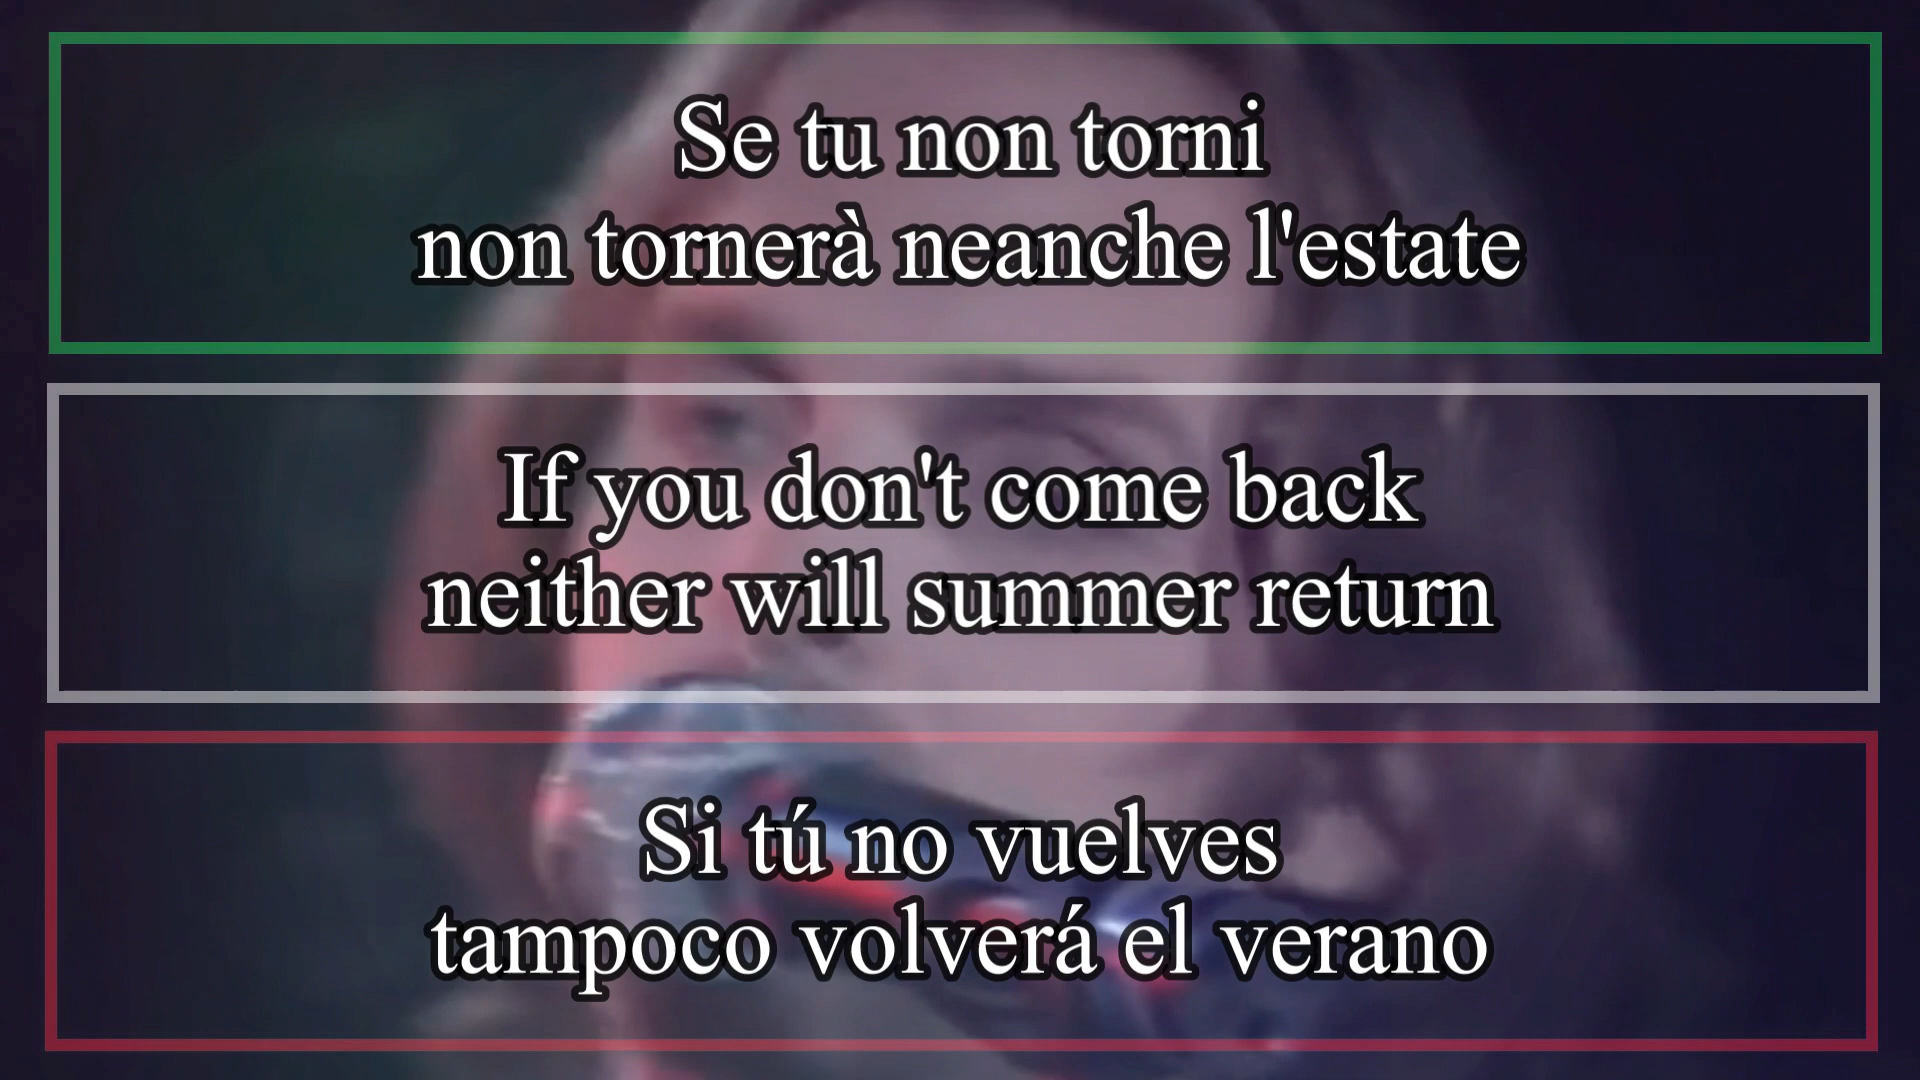 Se tu non torni
non tornerà neanche l'estate
If you don't come back
neither will summer return
Si tú no vuelves
tampoco volverá el verano